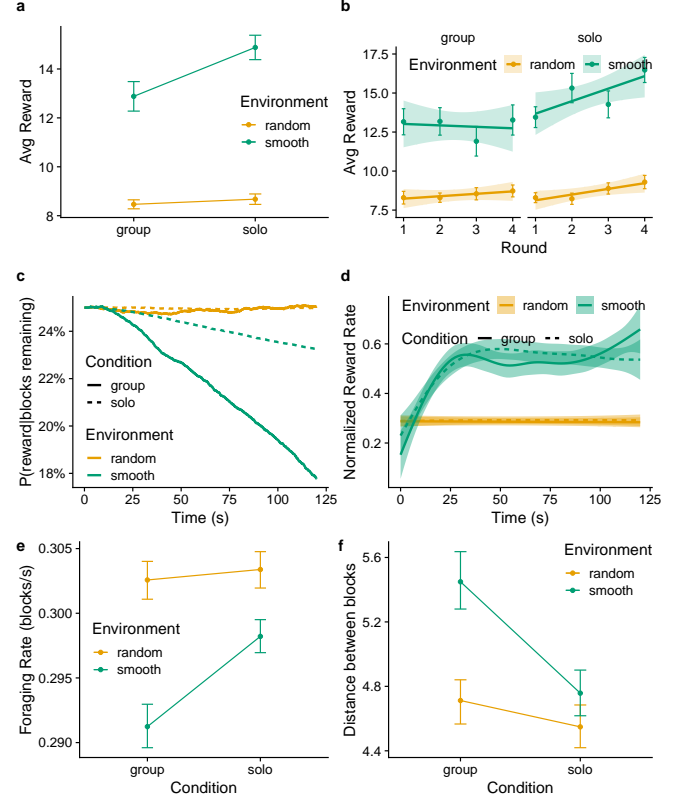 a
Avg Reward
14
12
10
8
group
solo
Environment
random
smooth
b
group
solo
Environment
random
smooth
Avg Reward
17.5
15.0
12.5
10.0
7.5
1
2
3
4
1
2
3
4
Round
c
P(reward|blocks remaining)
24%
22%
20%
18%
Condition
group
solo
Environment
random
smooth
0
25
50
75
100
125
Time (s)
d
Environment
random
smooth
Condition
group
solo
Normalized Reward Rate
0.6
0.4
0.2
0
25
50
75
100
125
Time (s)
e
Foraging Rate (blocks/s)
0.305
0.300
0.295
0.290
Environment
random
smooth
group
solo
Condition
f
Distance between blocks
5.6
5.2
4.8
4.4
Environment
random
smooth
group
solo
Condition